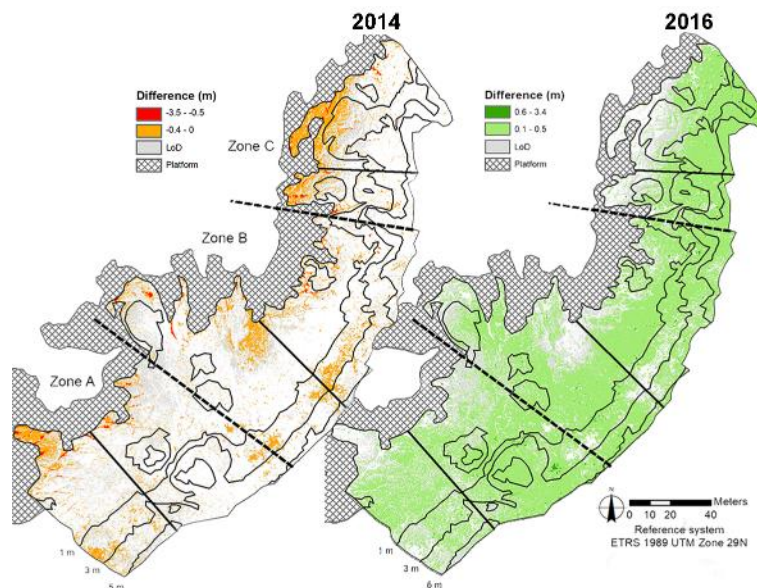 2014
2016
Difference (m)
-3.5 - -0.5
-0.4 - 0
LoD
Platform
Difference (m)
0.6 - 3.4
0.1 - 0.5
LoD
Platform
Zone C
Zone B
Zone A
1 m
3 m
5 m
1 m
3 m
6 m
N
Meters
0 10 20 40
Reference system
ETRS 1989 UTM Zone 29N